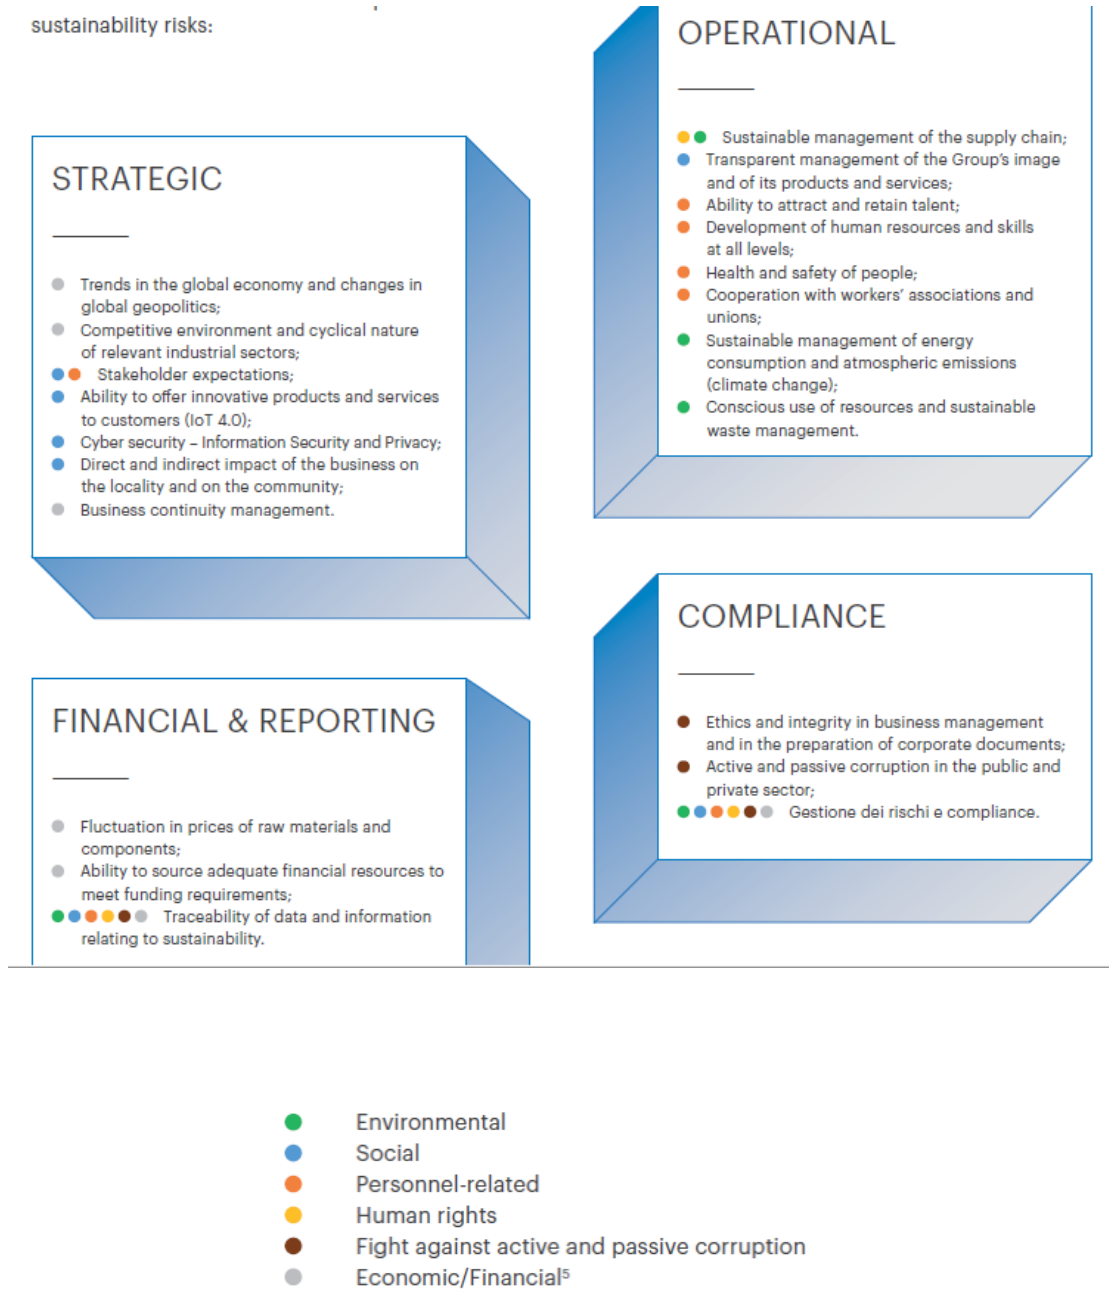 sustainability risks:
STRATEGIC
Trends in the global economy and changes in
global geopolitics;
Competitive environment and cyclical nature
of relevant industrial sectors;
Stakeholder expectations;
Ability to offer innovative products and services
to customers (IoT 4.0);
Cyber security – Information Security and Privacy;
Direct and indirect impact of the business on
the locality and on the community;
Business continuity management.
FINANCIAL & REPORTING
Fluctuation in prices of raw materials and
components;
Ability to source adequate financial resources to
meet funding requirements;
Traceability of data and information
relating to sustainability.
OPERATIONAL
Sustainable management of the supply chain;
Transparent management of the Group’s image
and of its products and services;
Ability to attract and retain talent;
Development of human resources and skills
at all levels;
Health and safety of people;
Cooperation with workers’ associations and
unions;
Sustainable management of energy
consumption and atmospheric emissions
(climate change);
Conscious use of resources and sustainable
waste management.
COMPLIANCE
Ethics and integrity in business management
and in the preparation of corporate documents;
Active and passive corruption in the public and
private sector;
Gestione dei rischi e compliance.
Environmental
Social
Personnel-related
Human rights
Fight against active and passive corruption
Economic/Financial⁵